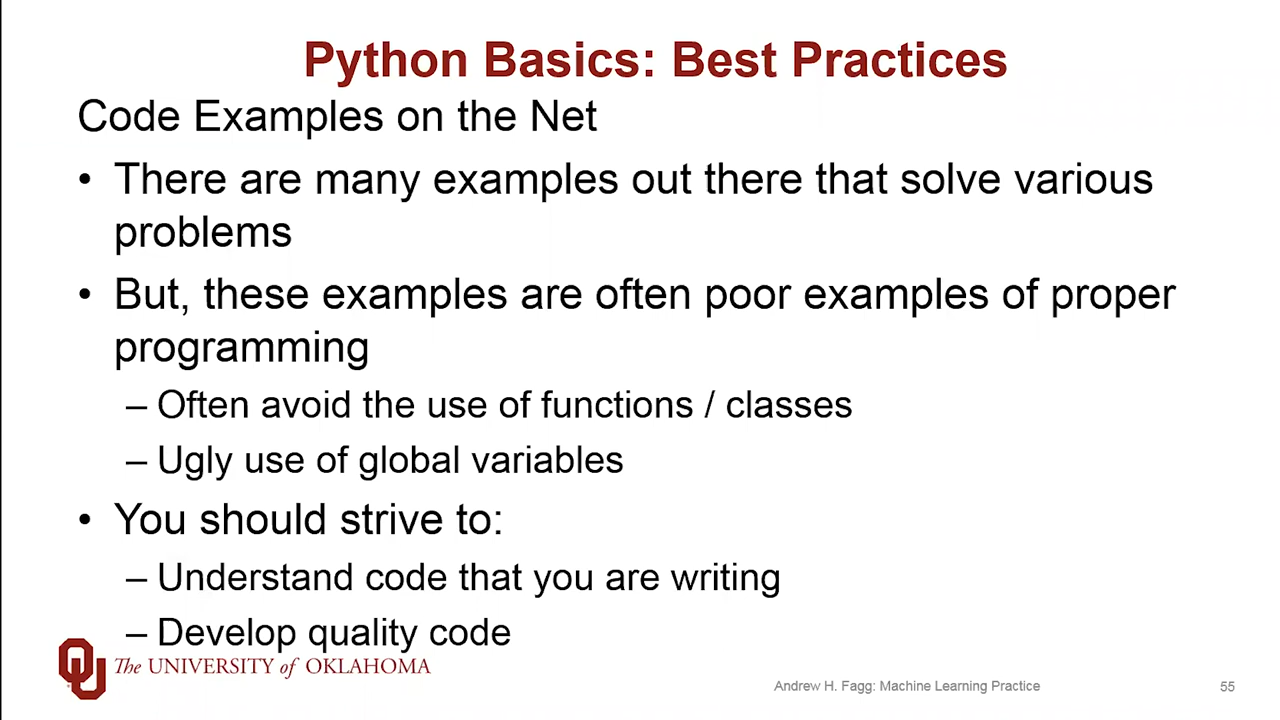 Python Basics: Best Practices
Code Examples on the Net
• There are many examples out there that solve various
problems
• But, these examples are often poor examples of proper
programming
– Often avoid the use of functions / classes
– Ugly use of global variables
• You should strive to:
– Understand code that you are writing
– Develop quality code
The UNIVERSITY of OKLAHOMA
Andrew H. Fagg: Machine Learning Practice
55